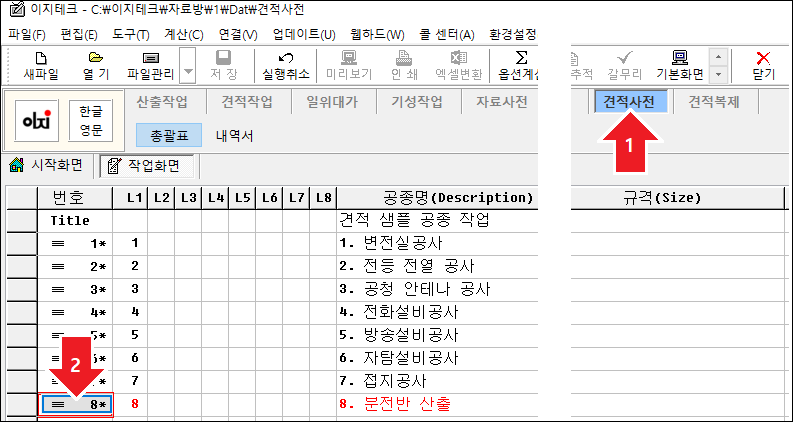 이지테크 - C:₩이지테크₩자료방₩1₩Dat₩견적사전
파일(F) 편집(E) 도구(T) 계산(C) 연결(V) 업데이트(U) 웹하드(W) 콜 센터(A) 환경설정
새파일 열 기 파일관리 저 장 실행취소 미리보기 인 쇄 엑셀변환 옵션계산 추적 갈무리 기본화면 닫기
이지 한글 영문 산출작업 견적작업 일위대가 기성작업 자료사전 견적사전 견적복제
총괄표 내역서
1
시작화면 작업화면
번호 L1 L2 L3 L4 L5 L6 L7 L8 공종명(Description) 규격(Size)
Title 견적 샘플 공종 작업
1* 1 1. 변전실공사
2* 2 2. 전등 전열 공사
3* 3 3. 공청 안테나 공사
4* 4 4. 전화설비공사
5* 5 5. 방송설비공사
6* 6 6. 자탐설비공사
2
7* 7 7. 접지공사
8* 8 8. 분전반 산출